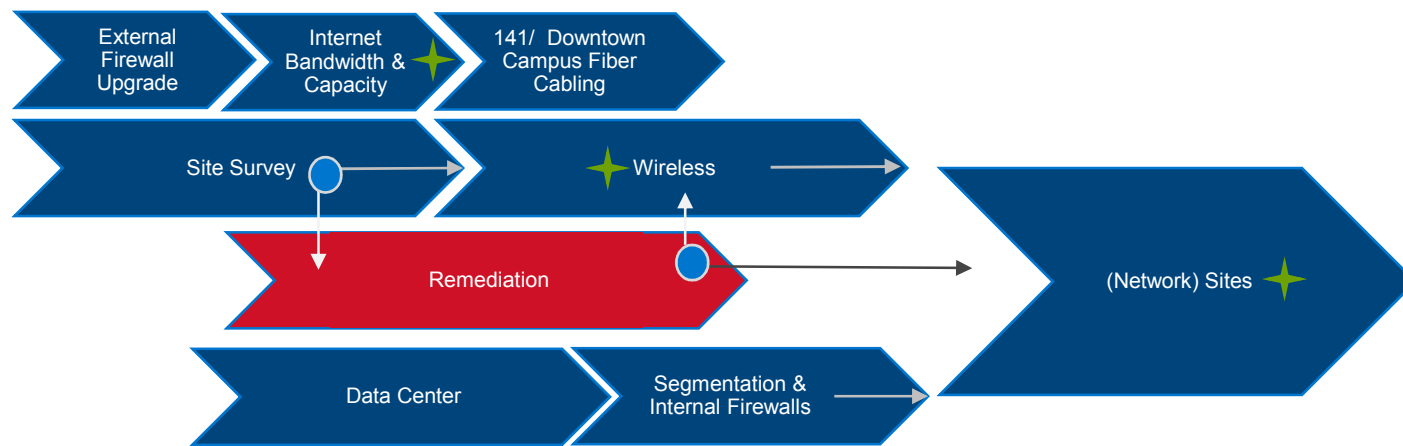 External
Firewall
Upgrade
Internet
Bandwidth &
Capacity
141/  Downtown
Campus Fiber
Cabling
Site Survey
Wireless
Remediation
(Network) Sites
Data Center
Segmentation &
Internal Firewalls